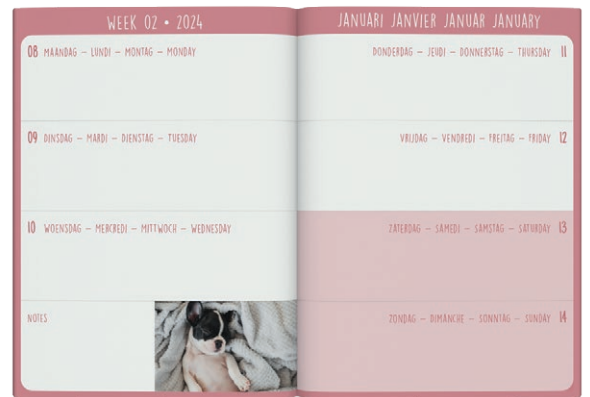 WEEK 02 • 2024
08 MAANDAG – LUNDI – MONTAG – MONDAY
09 DINSDAG – MARDI – DIENSTAG – TUESDAY
10 WOENSDAG – MERCREDI – MITTWOCH – WEDNESDAY
NOTES
JANUARI JANVIER JANUAR JANUARY
DONDERDAG – JEUDI – DONNERSTAG – THURSDAY 11
VRIJDAG – VENDREDI – FREITAG – FRIDAY 12
ZATERDAG – SAMEDI – SAMSTAG – SATURDAY 13
ZONDAG – DIMANCHE – SONNTAG – SUNDAY 14